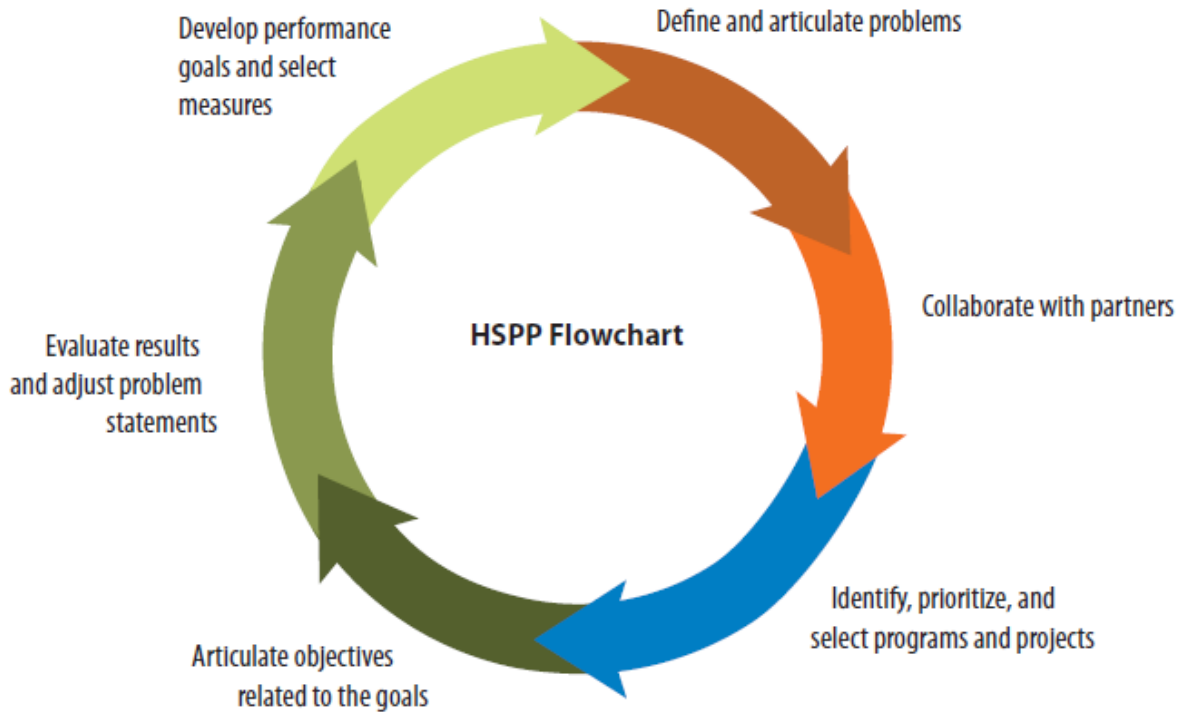 Define and articulate problems
Collaborate with partners
Identify, prioritize, and
select programs and projects
Articulate objectives
related to the goals
Evaluate results
and adjust problem
statements
Develop performance
goals and select
measures
HSPP Flowchart